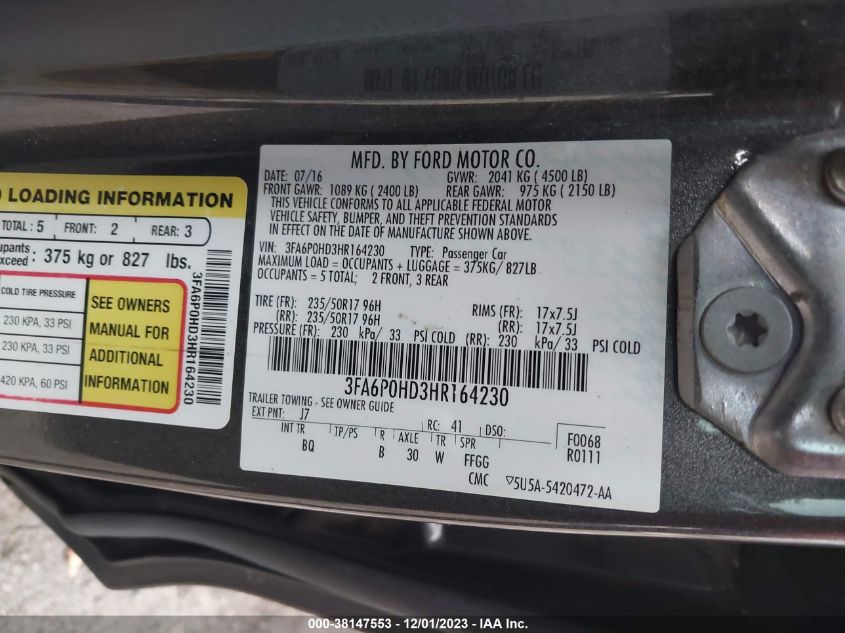 LOADING INFORMATION
TOTAL: 5 FRONT: 2 REAR: 3
375 kg or 827 lbs.
COLD TIRE PRESSURE
230 KPA, 33 PSI
230 KPA, 33 PSI
420 KPA, 60 PSI
SEE OWNERS
MANUAL FOR
ADDITIONAL
INFORMATION
3FA6P0HD3HR164230
MFD. BY FORD MOTOR CO.
DATE: 07/16 GVWR: 2041 KG ( 4500 LB)
FRONT GAWR: 1089 KG ( 2400 LB) REAR GAWR: 975 KG ( 2150 LB)
THIS VEHICLE CONFORMS TO ALL APPLICABLE FEDERAL MOTOR
VEHICLE SAFETY, BUMPER, AND THEFT PREVENTION STANDARDS
IN EFFECT ON THE DATE OF MANUFACTURE SHOWN ABOVE.
VIN: 3FA6P0HD3HR164230 TYPE: Passenger Car
MAXIMUM LOAD = OCCUPANTS + LUGGAGE = 375KG/ 827LB
OCCUPANTS = 5 TOTAL; 2 FRONT, 3 REAR
TIRE (FR): 235/50R17 96H RIMS (FR): 17x7.5J
(RR): 235/50R17 96H (RR): 17x7.5J
PRESSURE (FR): 230 kPa/ 33 PSI COLD (RR): 230 kPa/ 33 PSI COLD
3FA6P0HD3HR164230
TRAILER TOWING - SEE OWNER GUIDE
EXT PNT: J7 RC: 41 DSO: F0068
R0111
INT TR TP/PS R AXLE TR SPR
BQ B 30 W FFGG
CMC ▽5U5A-5420472-AA
000 - 38147553 - 12/01/2023 - IAA Inc.